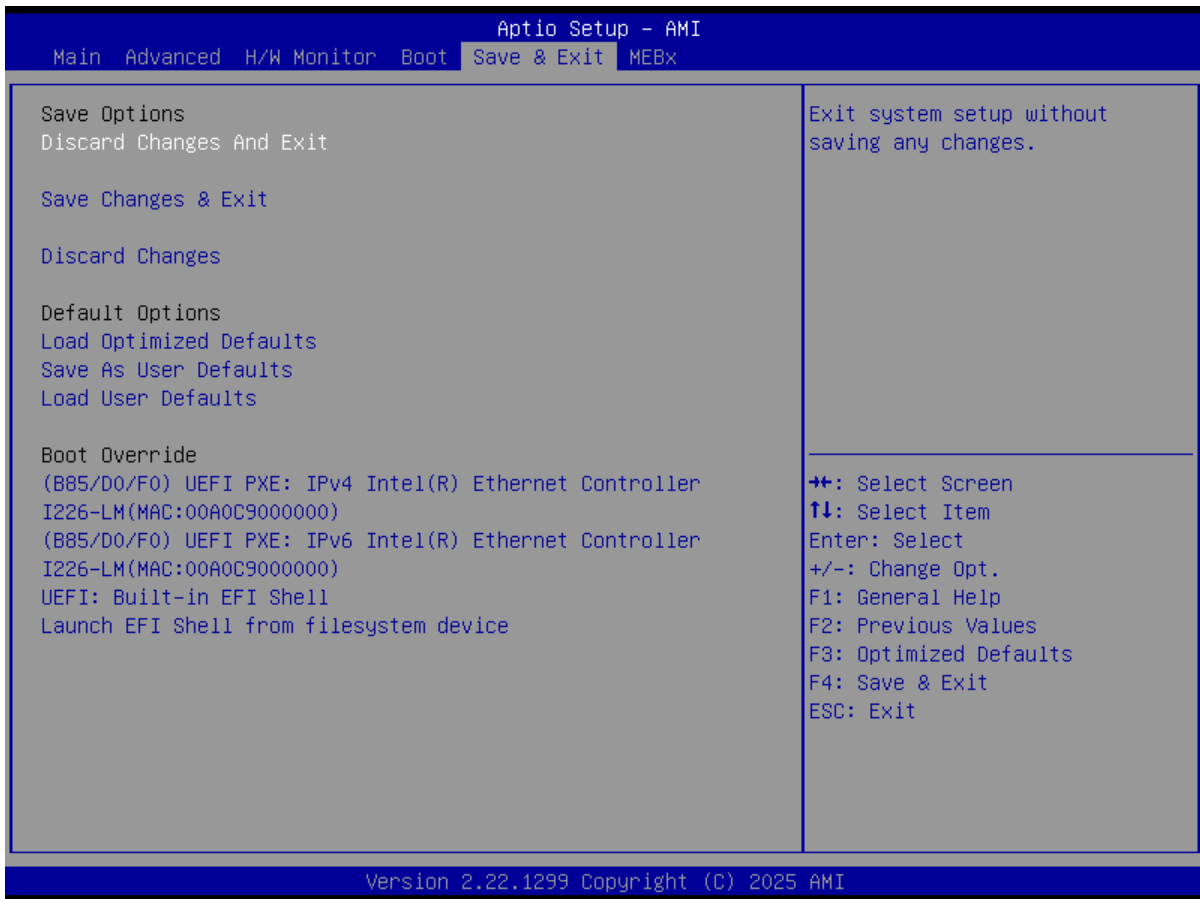 Aptio Setup - AMI
Main Advanced H/W Monitor Boot Save & Exit MEBx
Save Options
Discard Changes And Exit
Save Changes & Exit
Discard Changes
Default Options
Load Optimized Defaults
Save As User Defaults
Load User Defaults
Boot Override
(B85/D0/F0) UEFI PXE: IPv4 Intel(R) Ethernet Controller
I226-LM(MAC:00A0C9000000)
(B85/D0/F0) UEFI PXE: IPv6 Intel(R) Ethernet Controller
I226-LM(MAC:00A0C9000000)
UEFI: Built-in EFI Shell
Launch EFI Shell from filesystem device
Exit system setup without
saving any changes.
→←: Select Screen
↑↓: Select Item
Enter: Select
+/-: Change Opt.
F1: General Help
F2: Previous Values
F3: Optimized Defaults
F4: Save & Exit
ESC: Exit
Version 2.22.1299 Copyright (C) 2025 AMI